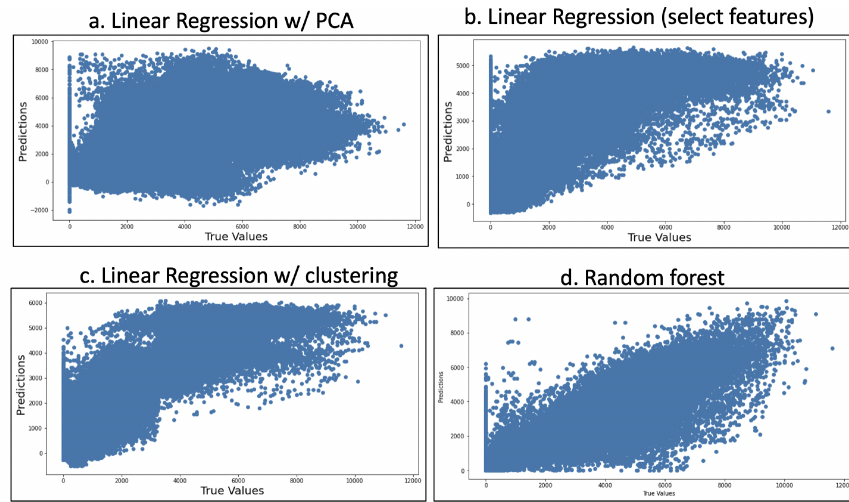 a. Linear Regression w/ PCA
10000
8000
6000
4000
2000
0
−2000
Predictions
0 2000 4000 6000 8000 10000 12000
True Values
b. Linear Regression (select features)
5000
4000
3000
2000
1000
0
Predictions
0 2000 4000 6000 8000 10000 12000
True Values
c. Linear Regression w/ clustering
6000
5000
4000
3000
2000
1000
0
Predictions
0 2000 4000 6000 8000 10000 12000
True Values
d. Random forest
10000
8000
6000
4000
2000
0
Predictions
0 2000 4000 6000 8000 10000 12000
True Values